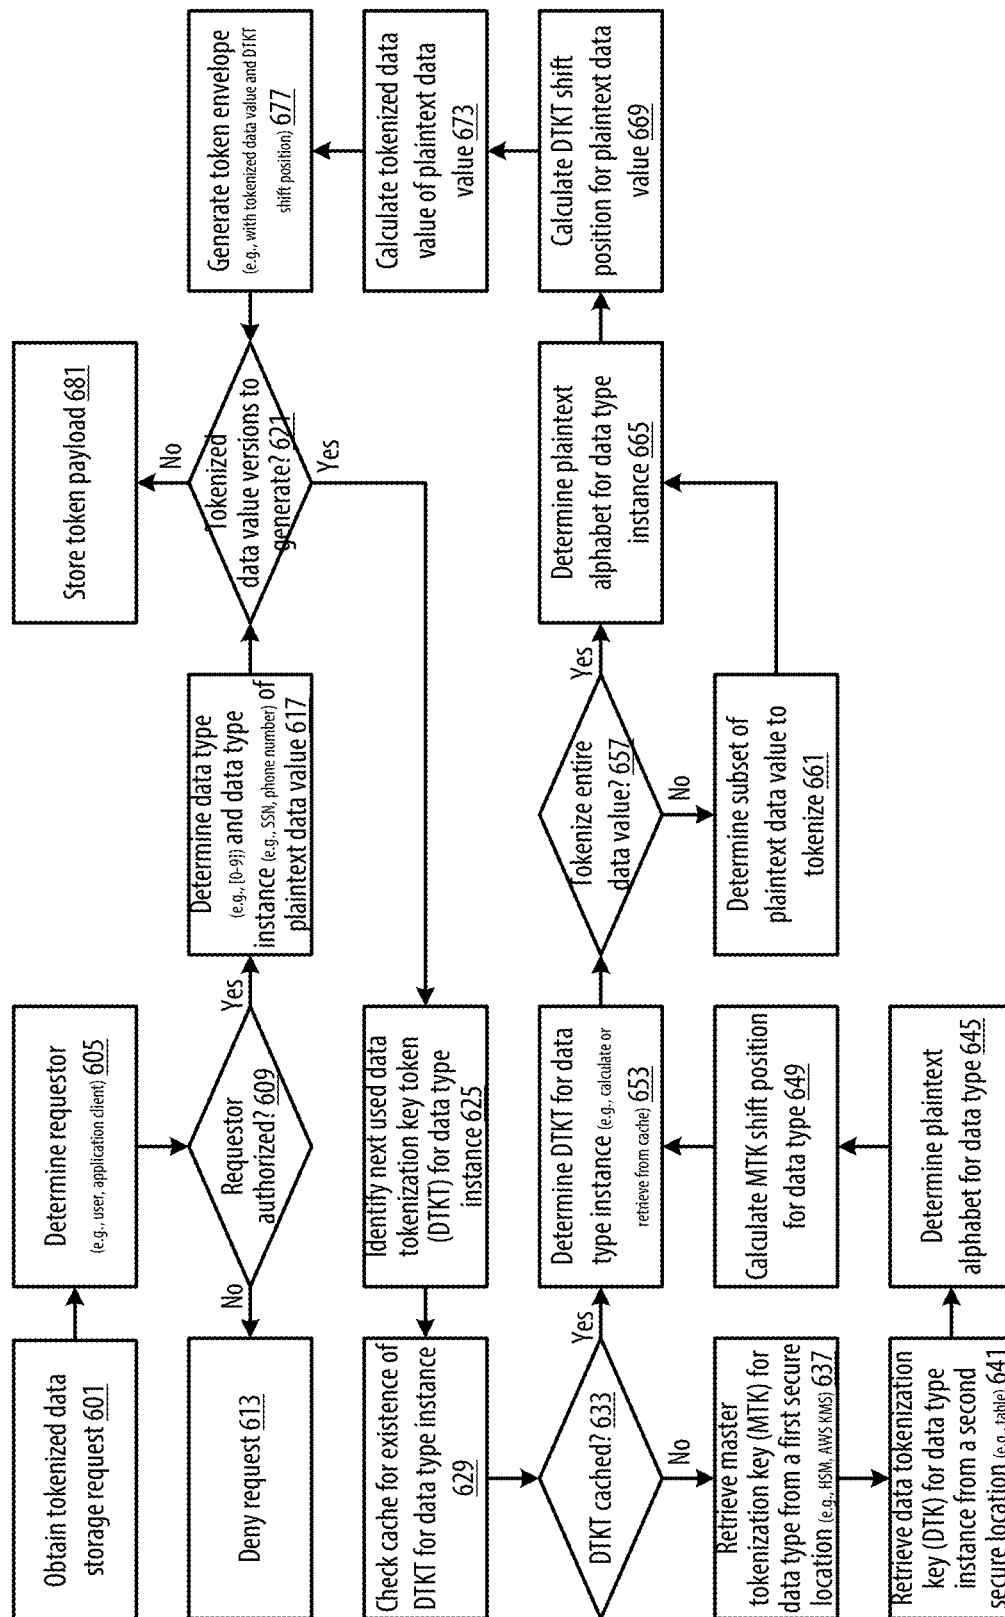 Obtain tokenized data
storage request 601
Determine requestor
(e.g., user, application client) 605
Requestor
authorized? 609
No
Yes
Deny request 613
Determine data type
(e.g., [0-9]) and data type
instance (e.g., SSN, phone number) of
plaintext data value 617
Tokenized
data value versions to
generate? 621
No
Yes
Store token payload 681
Identify next used data
tokenization key token
(DTKT) for data type
instance 625
Check cache for existence of
DTKT for data type instance
629
DTKT cached? 633
Yes
No
Retrieve master
tokenization key (MTK) for
data type from a first secure
location (e.g., HSM, AWS KMS) 637
Retrieve data tokenization
key (DTK) for data type
instance from a second
secure location (e.g., table) 641
Determine plaintext
alphabet for data type 645
Calculate MTK shift position
for data type 649
Determine DTKT for data
type instance (e.g., calculate or
retrieve from cache) 653
Tokenize entire
data value? 657
Yes
No
Determine subset of
plaintext data value to
tokenize 661
Determine plaintext
alphabet for data type
instance 665
Calculate DTKT shift
position for plaintext data
value 669
Calculate tokenized data
value of plaintext data
value 673
Generate token envelope
(e.g., with tokenized data value and DTKT
shift position) 677